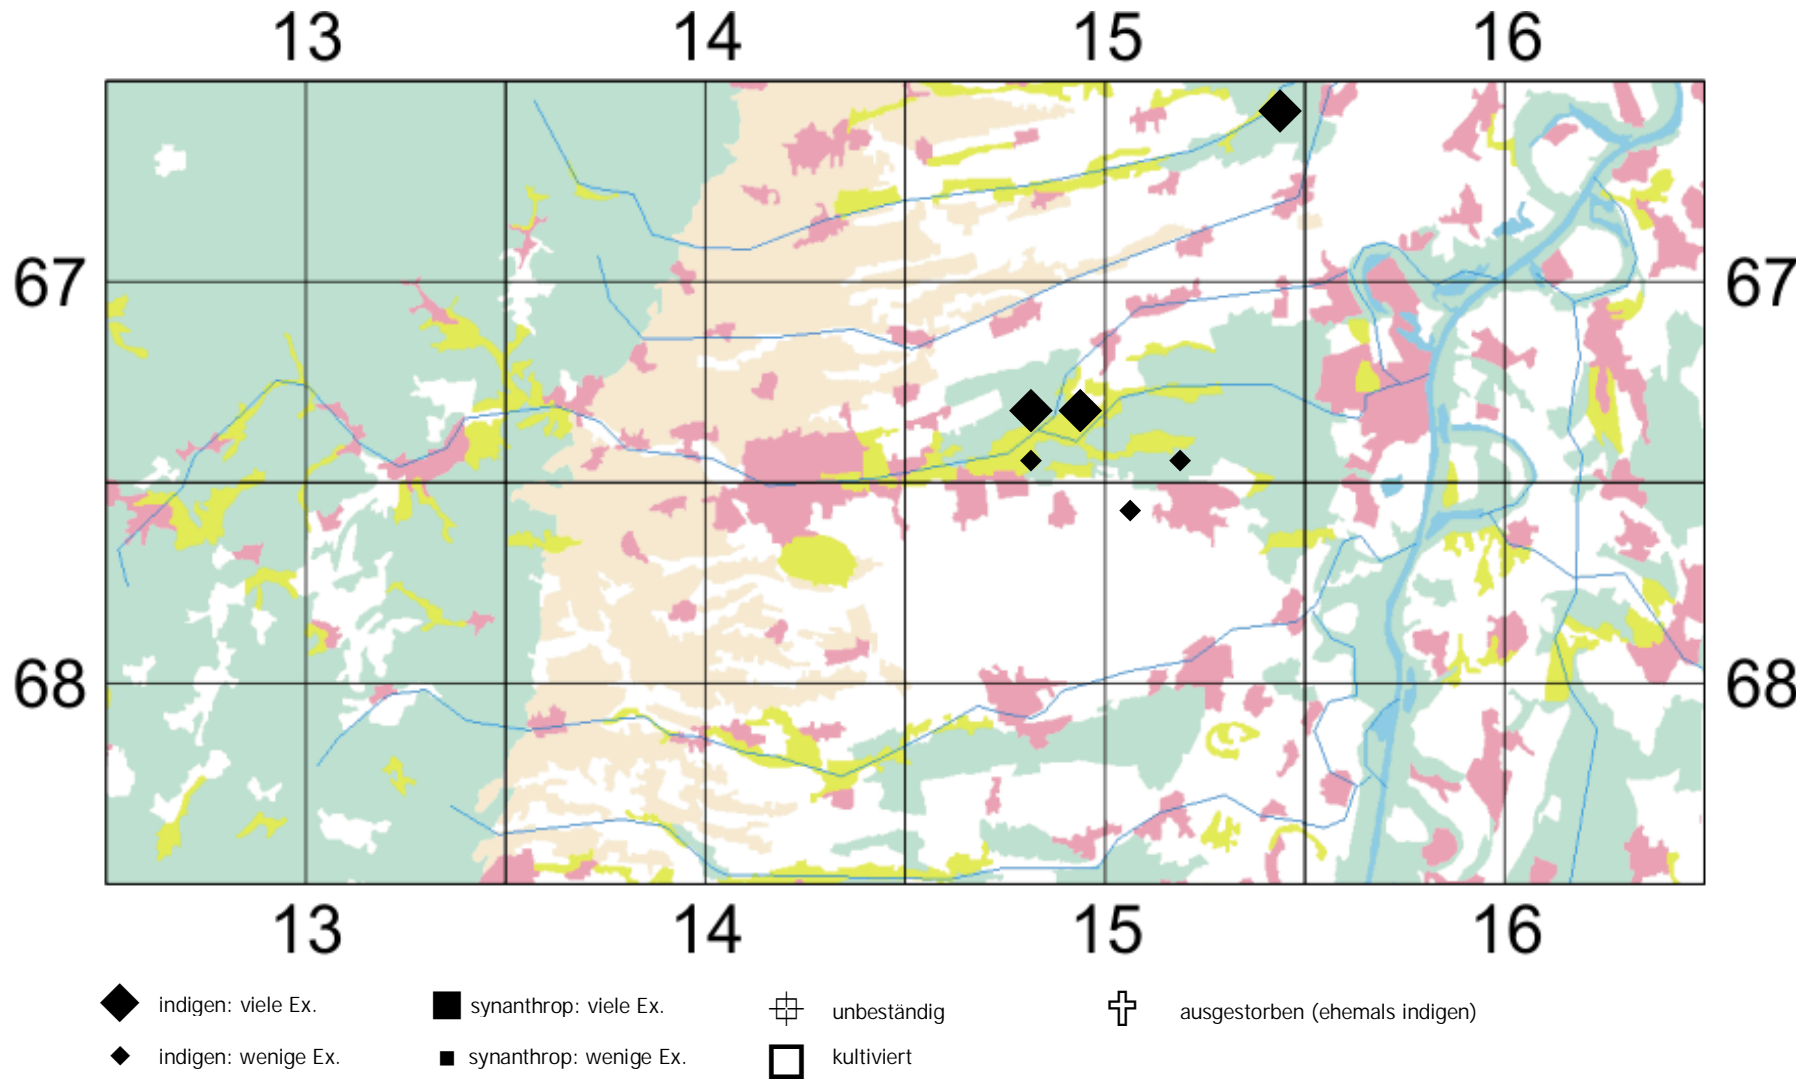 13 14 15 16
67 67
68 68
13 14 15 16
indigen: viele Ex. synanthrop: viele Ex. unbeständig ausgestorben (ehemals indigen)
indigen: wenige Ex. synanthrop: wenige Ex. kultiviert